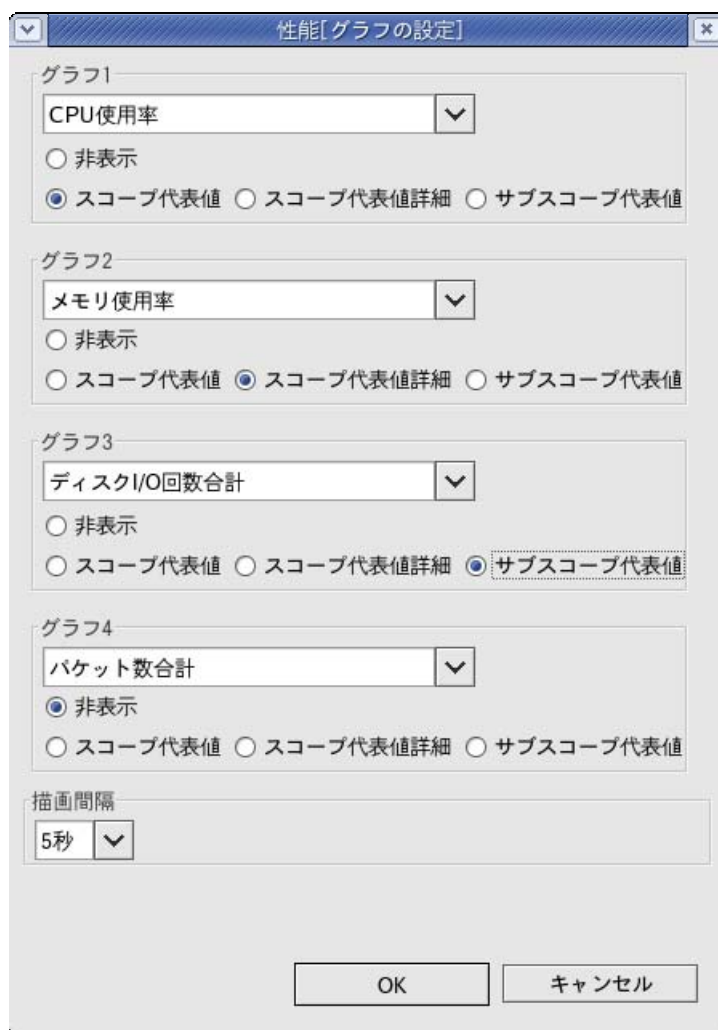 性能[グラフの設定]
グラフ1
CPU使用率
非表示
スコープ代表値 スコープ代表値詳細 サブスコープ代表値
グラフ2
メモリ使用率
非表示
スコープ代表値 スコープ代表値詳細 サブスコープ代表値
グラフ3
ディスクI/O回数合計
非表示
スコープ代表値 スコープ代表値詳細 サブスコープ代表値
グラフ4
パケット数合計
非表示
スコープ代表値 スコープ代表値詳細 サブスコープ代表値
描画間隔
5秒
OK キャンセル